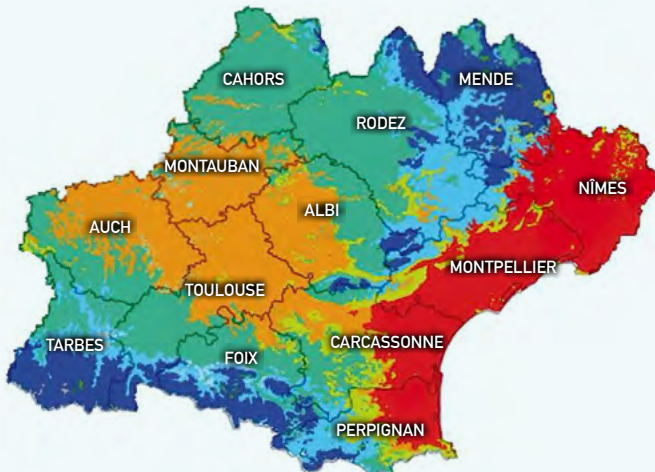 CAHORS
MENDE
RODEZ
MONTAUBAN
NÎMES
ALBI
AUCH
MONTPELLIER
TOULOUSE
CARCASSONNE
TARBES
FOIX
PERPIGNAN